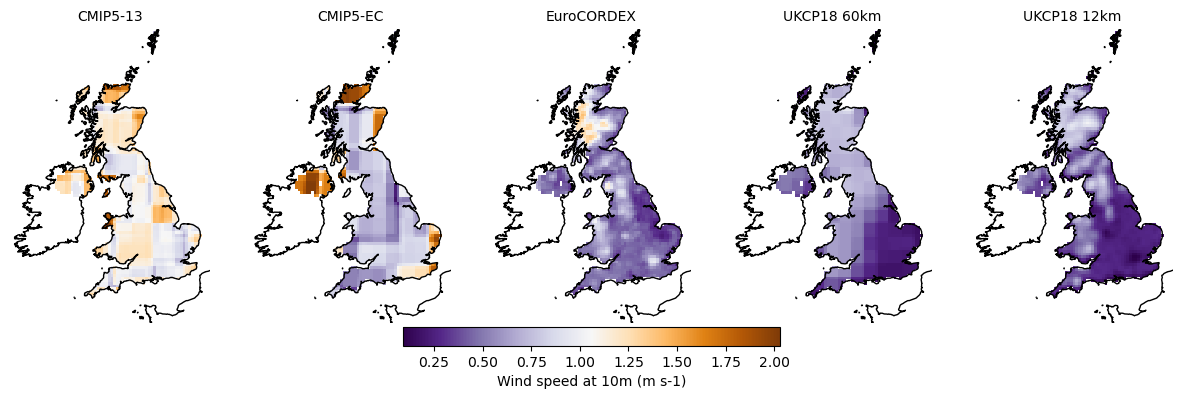 CMIP5-13
CMIP5-EC
EuroCORDEX
UKCP18 60km
UKCP18 12km
0.25 0.50 0.75 1.00 1.25 1.50 1.75 2.00
Wind speed at 10m (m s-1)